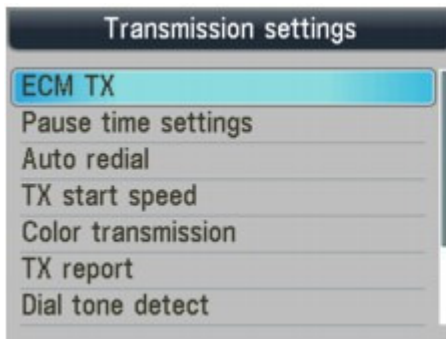 Transmission settings
ECM TX
Pause time settings
Auto redial
TX start speed
Color transmission
TX report
Dial tone detect